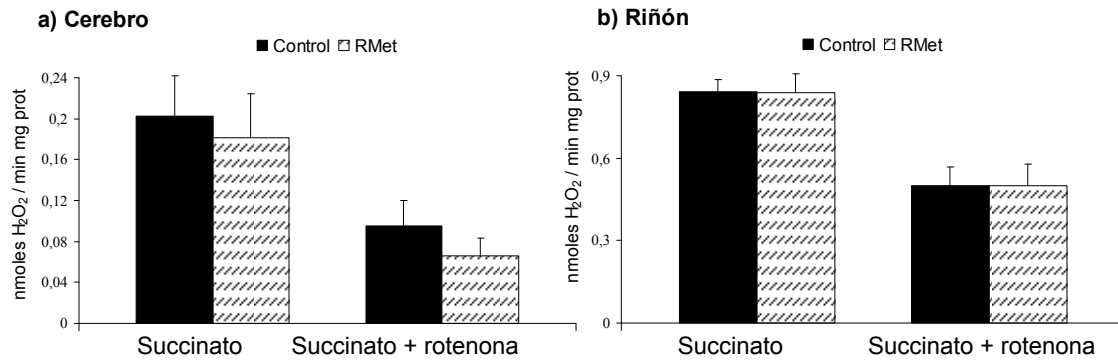 a) Cerebro
Control RMet
nmoles H₂O₂ / min mg prot
0,24
0,2
0,16
0,12
0,08
0,04
0
Succinato Succinato + rotenona
b) Riñón
Control RMet
nmoles H₂O₂ / min mg prot
0,9
0,6
0,3
0
Succinato Succinato + rotenona